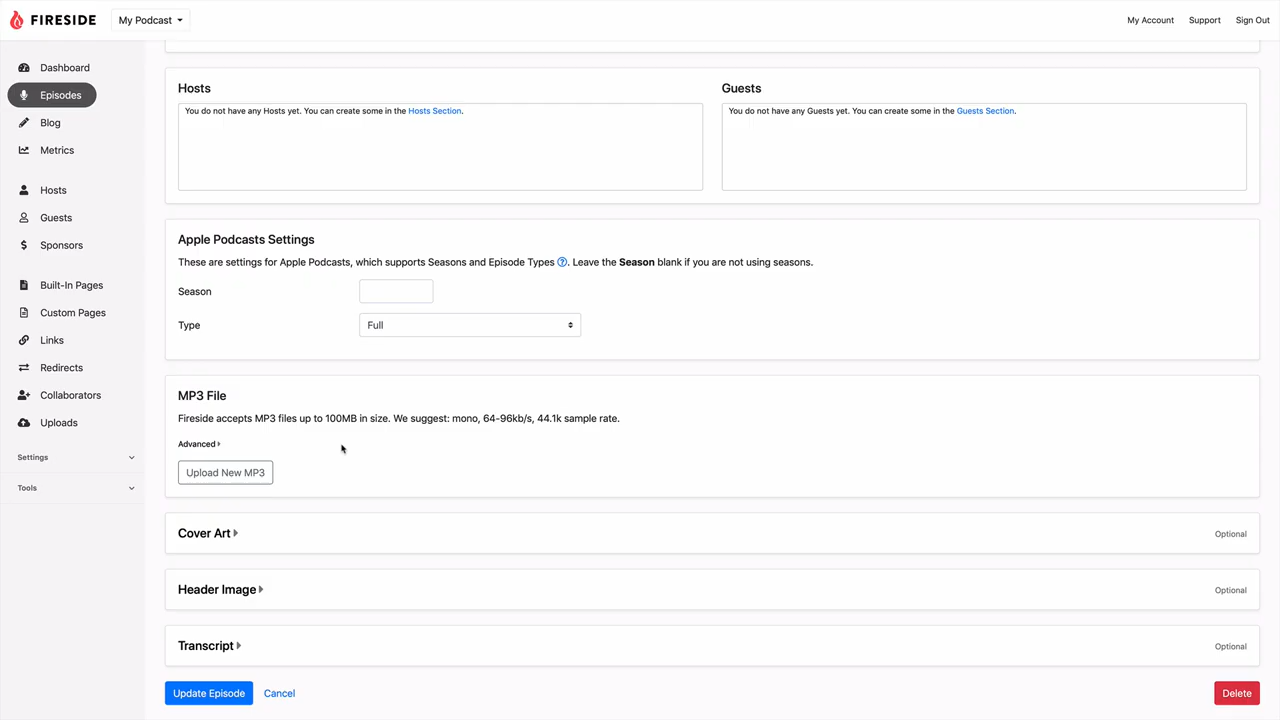 FIRESIDE
My Podcast
My Account
Support
Sign Out
Dashboard
Episodes
Blog
Metrics
Hosts
Guests
Sponsors
Built-In Pages
Custom Pages
Links
Redirects
Collaborators
Uploads
Settings
Tools
Hosts
You do not have any Hosts yet. You can create some in the Hosts Section.
Guests
You do not have any Guests yet. You can create some in the Guests Section.
Apple Podcasts Settings
These are settings for Apple Podcasts, which supports Seasons and Episode Types ?. Leave the Season blank if you are not using seasons.
Season
Type
Full
MP3 File
Fireside accepts MP3 files up to 100MB in size. We suggest: mono, 64-96kb/s, 44.1k sample rate.
Advanced
Upload New MP3
Cover Art
Optional
Header Image
Optional
Transcript
Optional
Update Episode
Cancel
Delete